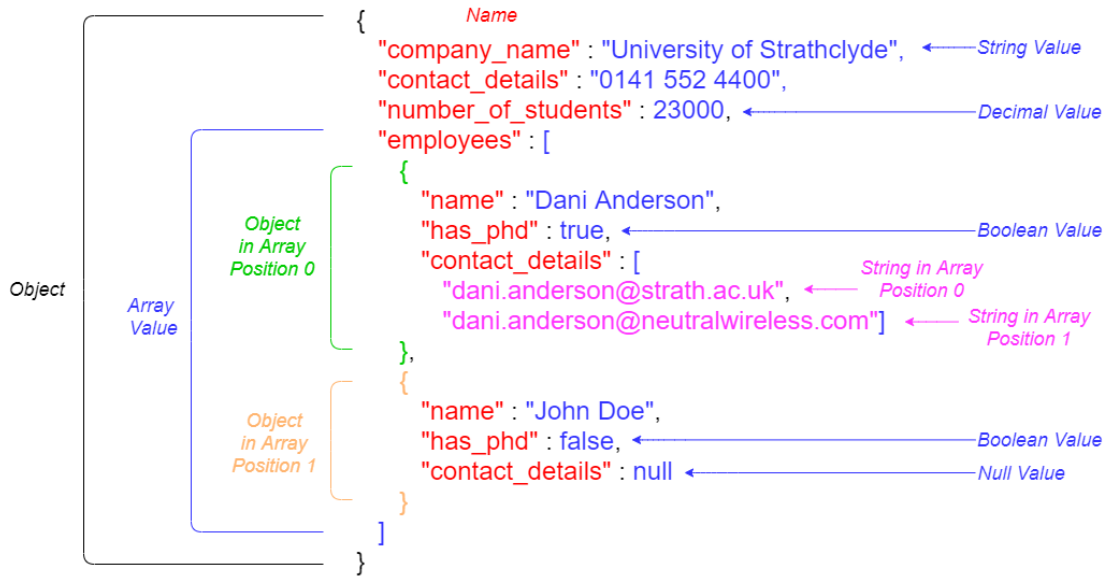 {
Name
"company_name" : "University of Strathclyde",
String Value
"contact_details" : "0141 552 4400",
"number_of_students" : 23000,
Decimal Value
"employees" : [
{
"name" : "Dani Anderson",
"has_phd" : true,
Boolean Value
"contact_details" : [
"dani.anderson@strath.ac.uk",
String in Array
Position 0
"dani.anderson@neutralwireless.com"]
String in Array
Position 1
},
Object
in Array
Position 0
Object
Array
Value
{
"name" : "John Doe",
"has_phd" : false,
Boolean Value
"contact_details" : null
Null Value
}
Object
in Array
Position 1
]
}